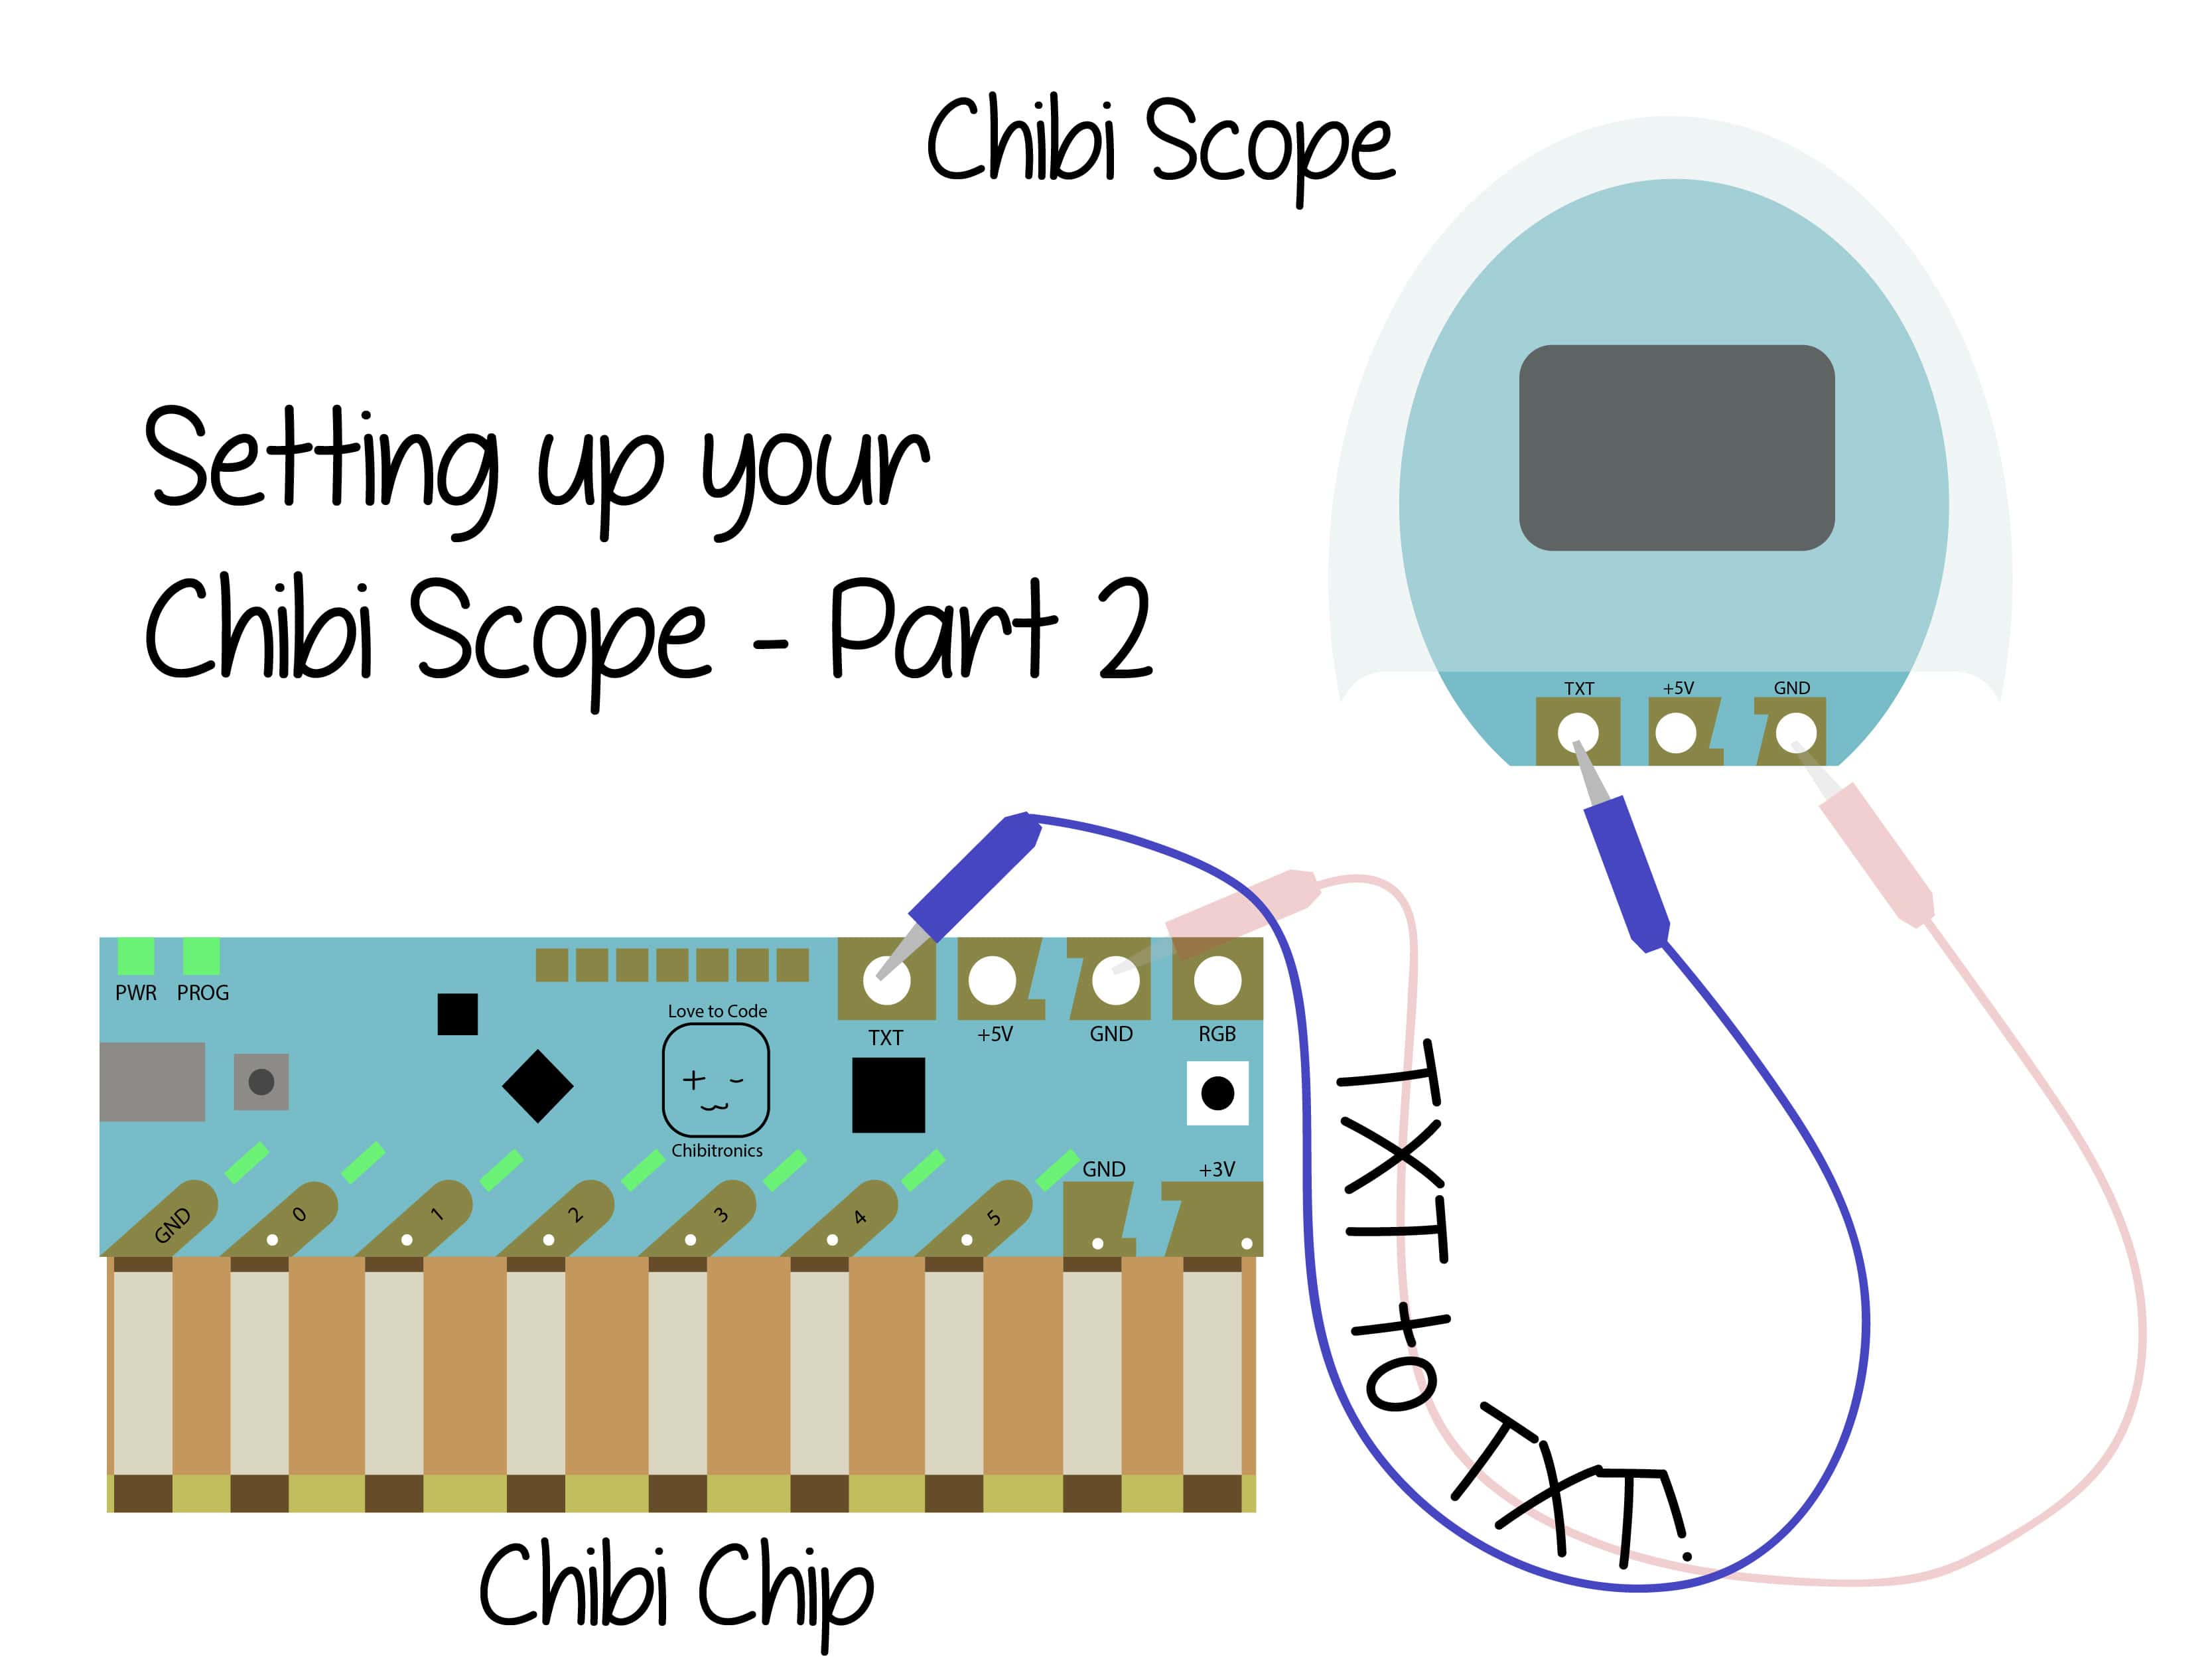 Chibi Scope
Setting up your
Chibi Scope - Part 2
TXT
+5V
GND
PWR
PROG
Love to Code
Chibitronics
TXT
+5V
GND
RGB
GND
+3V
GND
0
1
2
3
4
5
TXT to TXT!
Chibi Chip